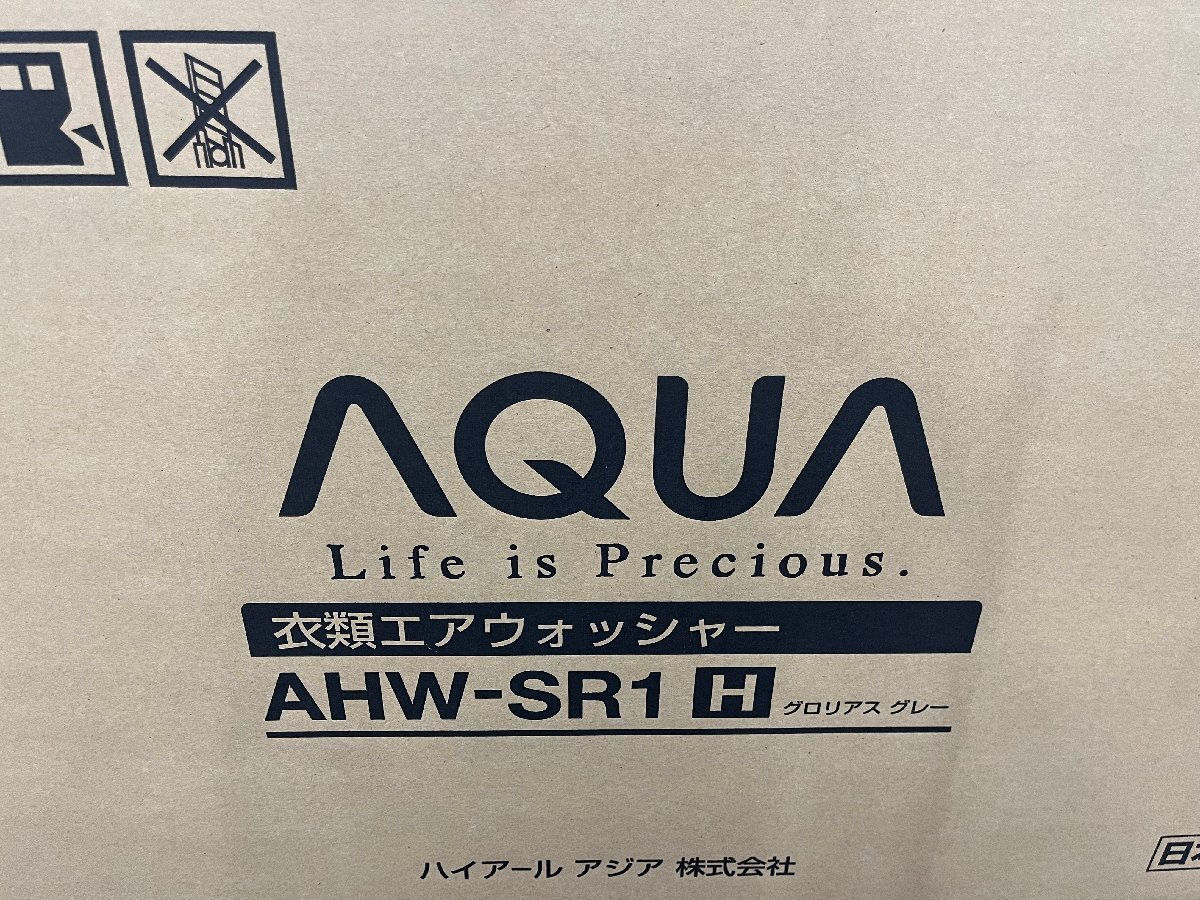 AQUA
Life is Precious.
衣類エアウォッシャー
AHW-SR1 H グロリアス グレー
ハイアール アジア 株式会社
日